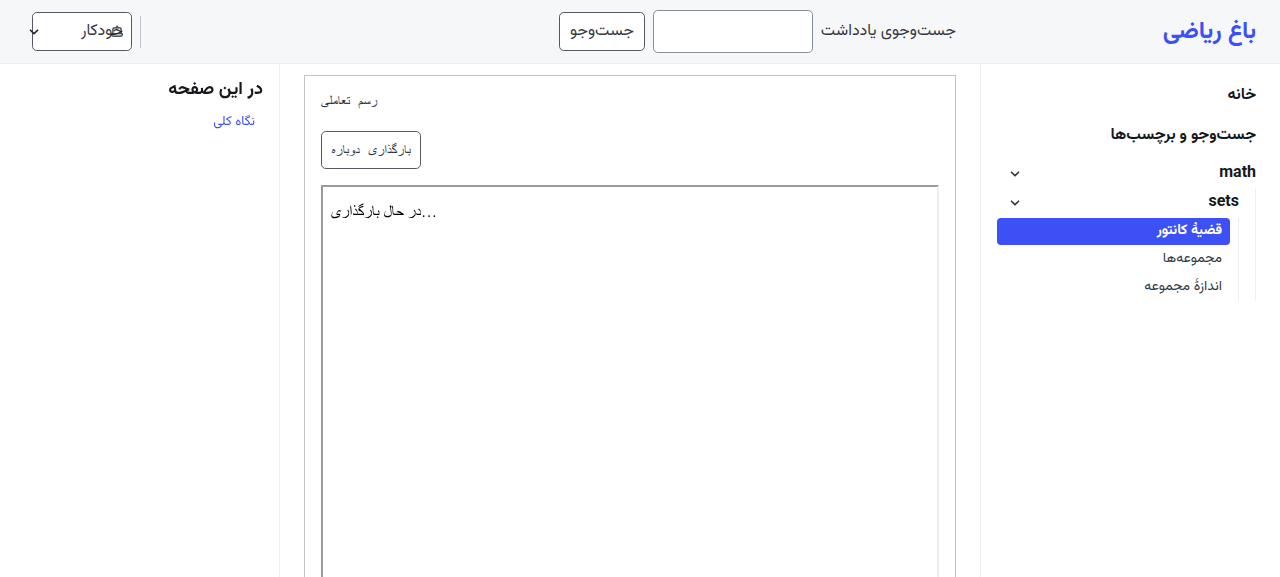 باغ ریاضی
جست‌وجوی یادداشت
جست‌وجو
خودکار
خانه
جست‌وجو و برچسب‌ها
math
sets
قضیهٔ کانتور
مجموعه‌ها
اندازهٔ مجموعه
رسم تعاملی
بارگذاری دوباره
در حال بارگذاری...
در این صفحه
نگاه کلی